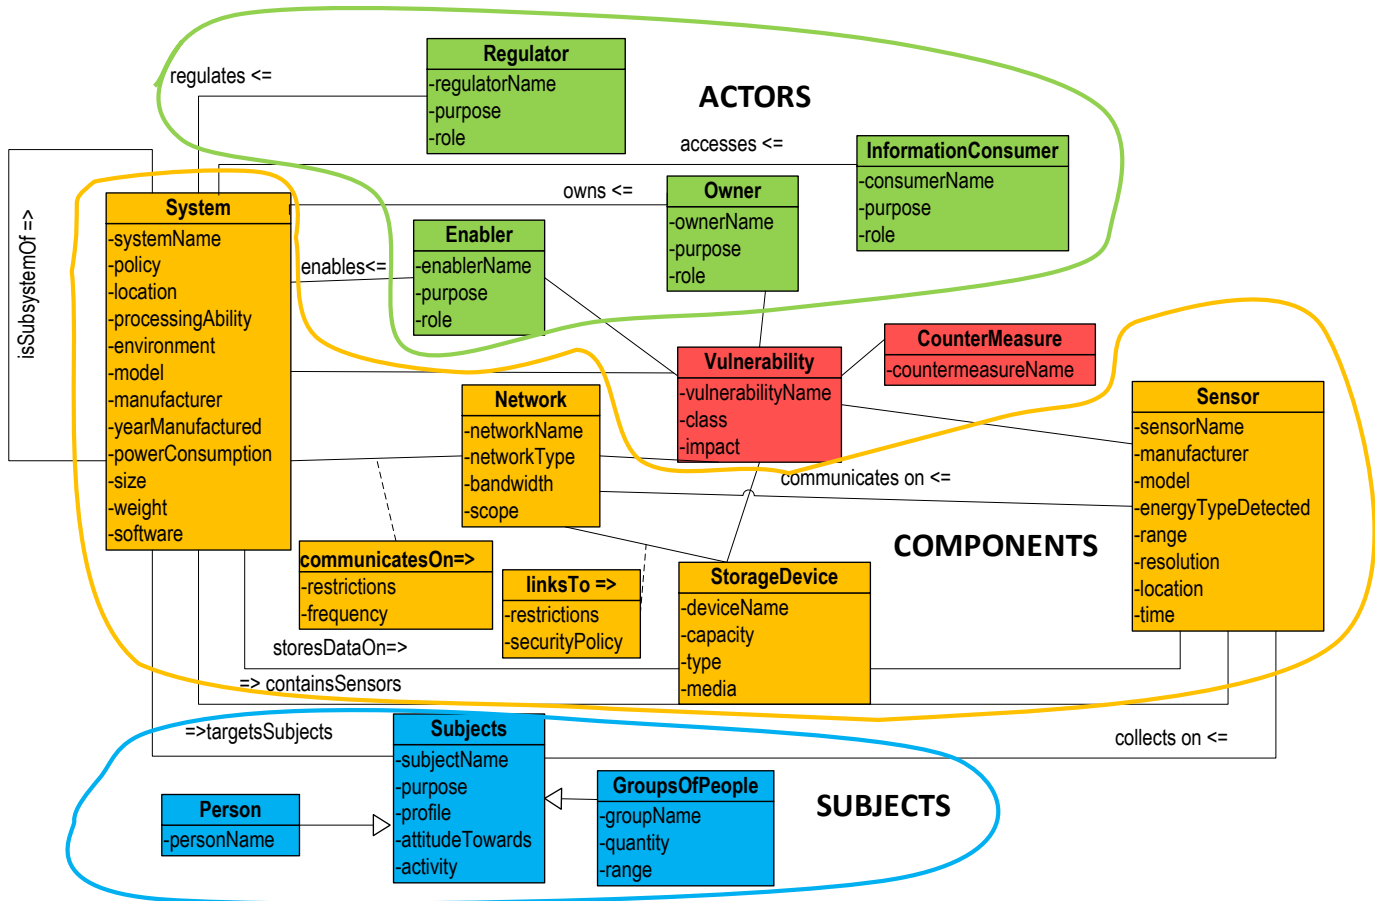 regulates <=
Regulator
-regulatorName
-purpose
-role
ACTORS
accesses <=
InformationConsumer
-consumerName
-purpose
-role
owns <=
Owner
-ownerName
-purpose
-role
isSubsystemOf =>
System
-systemName
-policy
-location
-processingAbility
-environment
-model
-manufacturer
-yearManufactured
-powerConsumption
-size
-weight
-software
enables<=
Enabler
-enablerName
-purpose
-role
Vulnerability
-vulnerabilityName
-class
-impact
CounterMeasure
-countermeasureName
Network
-networkName
-networkType
-bandwidth
-scope
Sensor
-sensorName
-manufacturer
-model
-energyTypeDetected
-range
-resolution
-location
-time
communicates on <=
COMPONENTS
communicatesOn=>
-restrictions
-frequency
linksTo =>
-restrictions
-securityPolicy
StorageDevice
-deviceName
-capacity
-type
-media
storesDataOn=>
=> containsSensors
=>targetsSubjects
collects on <=
Subjects
-subjectName
-purpose
-profile
-attitudeTowards
-activity
Person
-personName
GroupsOfPeople
-groupName
-quantity
-range
SUBJECTS